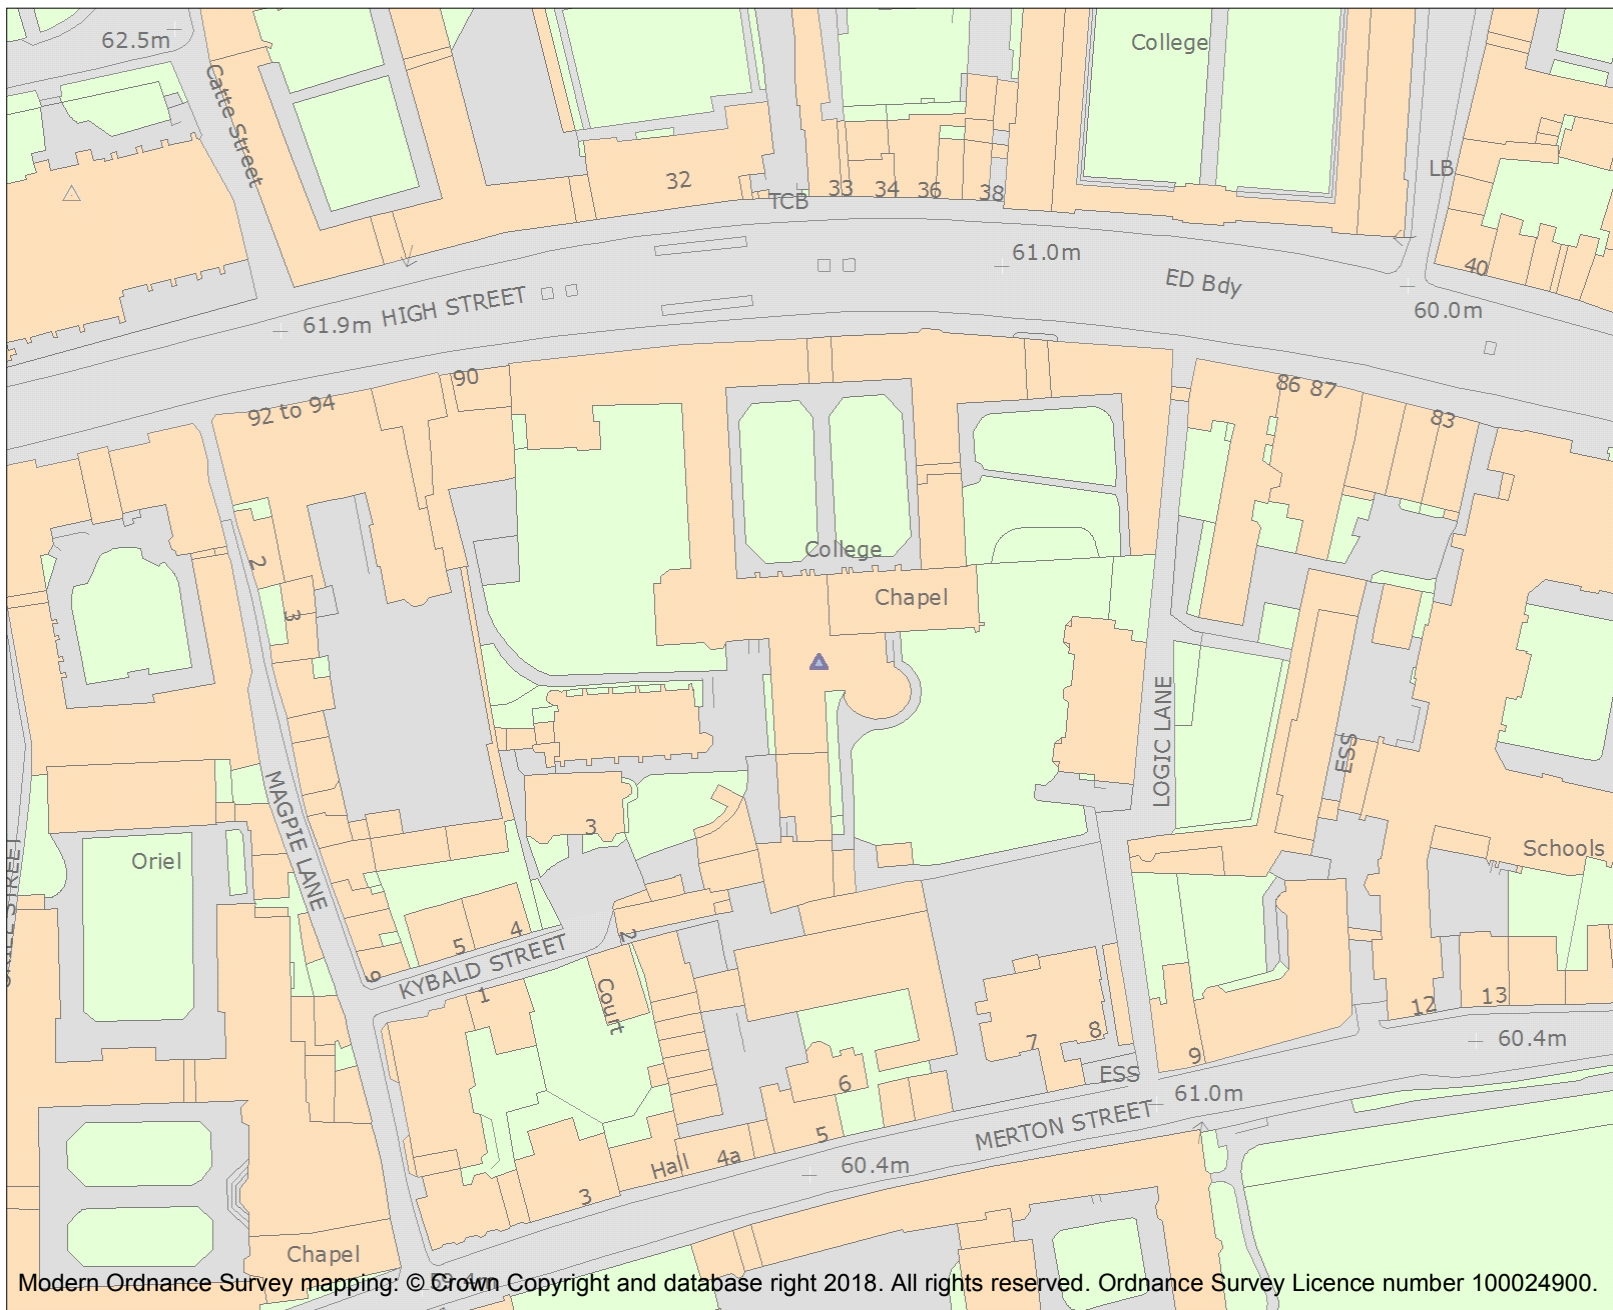 62.5m
College
Catte Street
32
TCB
33
34
36
38
LB
40
61.0m
ED Bdy
60.0m
61.9m
HIGH STREET
90
92 to 94
86 87
83
2
3
College
Chapel
LOGIC LANE
ESS
MAGPIE LANE
3
Oriel
Schools
5
4
KYBALD STREET
9
2
1
Court
7
8
12
13
9
60.4m
ESS
61.0m
MERTON STREET
6
5
60.4m
Hall
4a
3
Chapel
Modern Ordnance Survey mapping: © Crown Copyright and database right 2018. All rights reserved. Ordnance Survey Licence number 100024900.